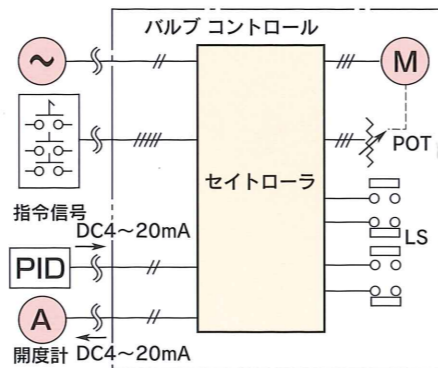 バルブ コントロール
~
M
POT
セイトローラ
指令信号
DC4~20mA
LS
PID
A
開度計
DC4~20mA